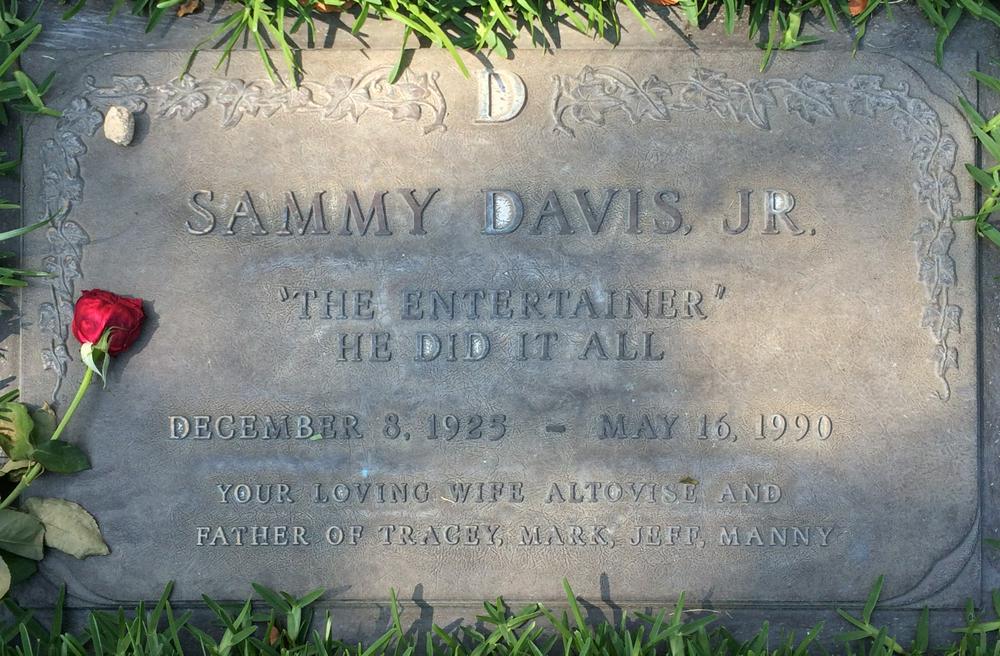 D
SAMMY DAVIS, JR.
"THE ENTERTAINER"
HE DID IT ALL
DECEMBER 8, 1925 - MAY 16, 1990
YOUR LOVING WIFE ALTOVISE AND
FATHER OF TRACEY, MARK, JEFF, MANNY